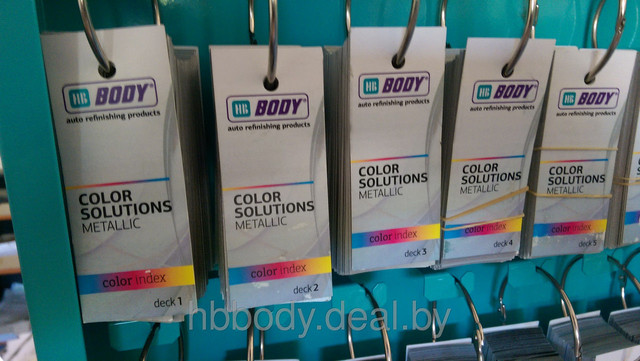 HB BODY®
auto refinishing products
COLOR
SOLUTIONS
METALLIC
color index
deck 1
HB BODY®
auto refinishing products
COLOR
SOLUTIONS
METALLIC
color index
deck 2
HB BODY®
auto refinishing products
COLOR
SOLUTIONS
METALLIC
color index
deck 3
HB BODY®
auto refinishing products
COLOR
SOLUTIONS
METALLIC
color index
deck 4
HB BODY®
auto refinishing products
COLOR
SOLUTIONS
METALLIC
color index
deck 5
hbbody.deal.by